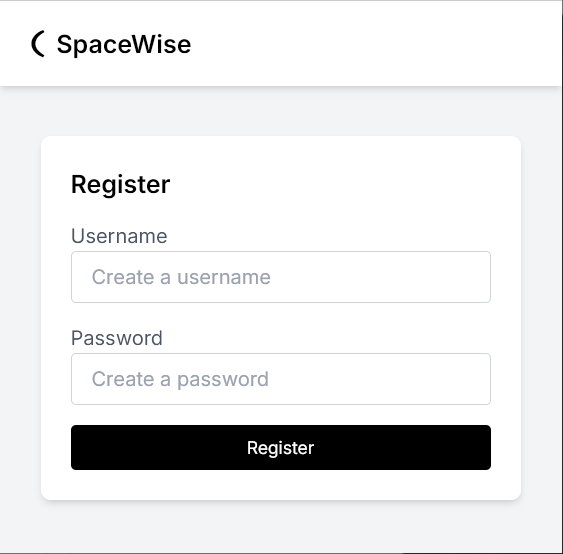 SpaceWise
Register
Username
Create a username
Password
Create a password
Register